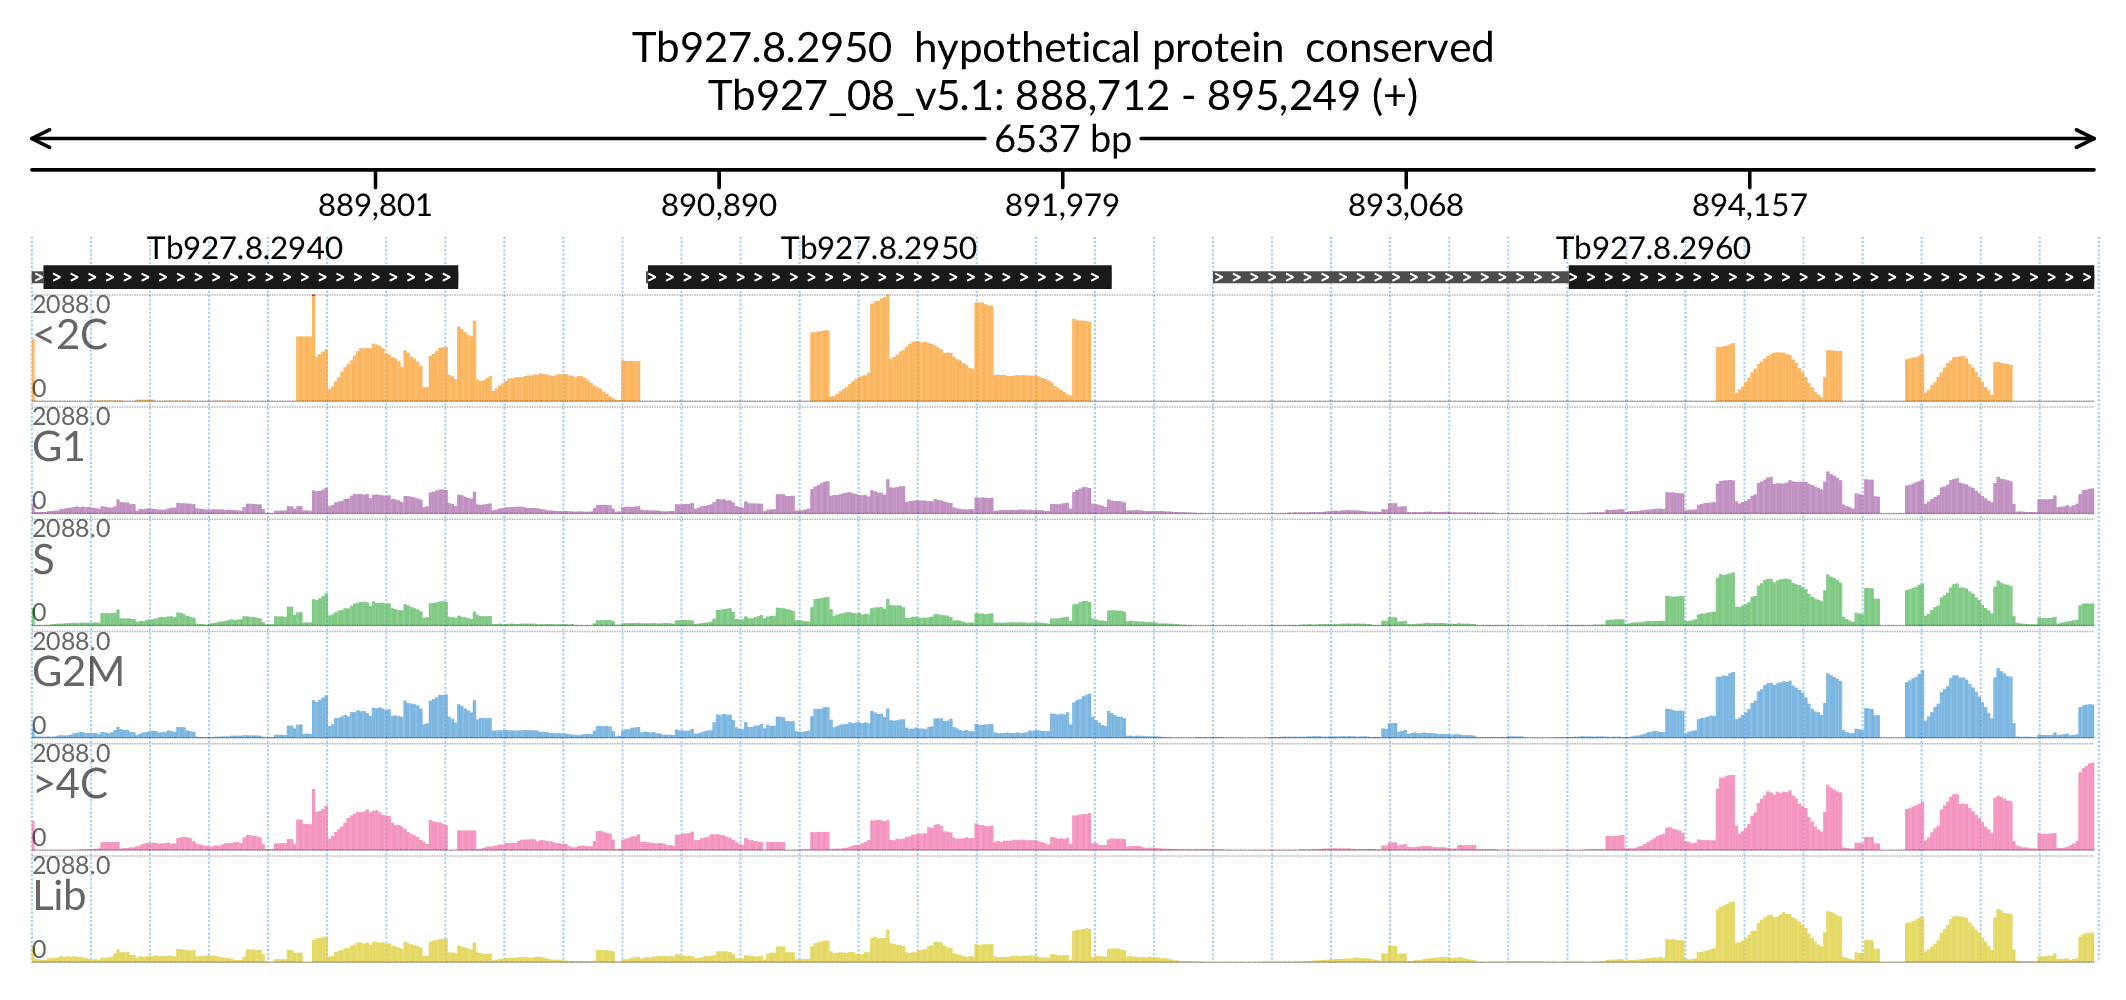 Tb927.8.2950  hypothetical protein  conserved
Tb927_08_v5.1: 888,712 - 895,249 (+)
6537 bp
889,801 890,890 891,979 893,068 894,157
Tb927.8.2940 Tb927.8.2950 Tb927.8.2960
2088.0
<2C
0
2088.0
G1
0
2088.0
S
0
2088.0
G2M
0
2088.0
>4C
0
2088.0
Lib
0